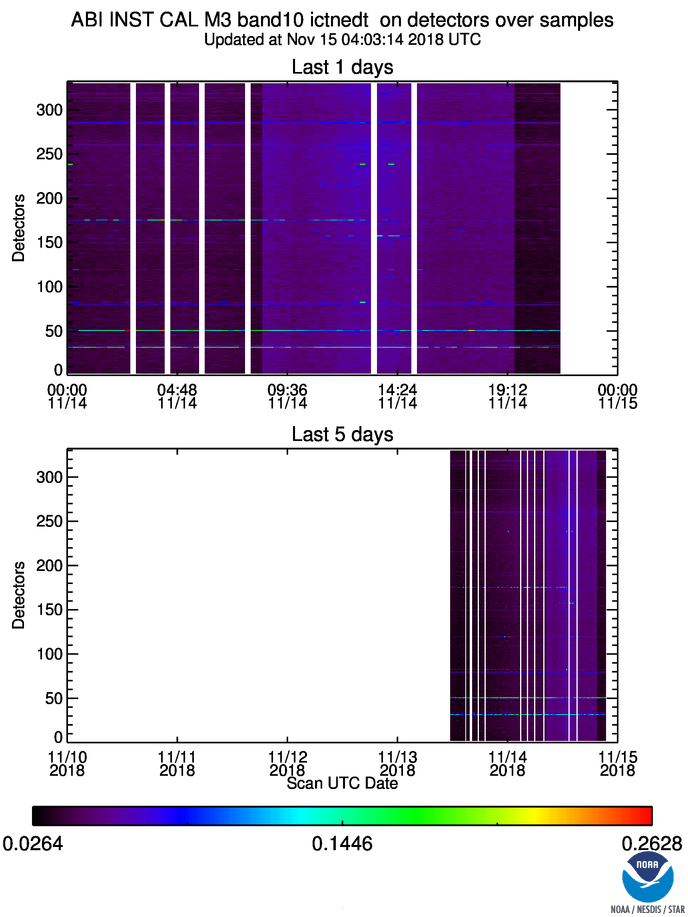 ABI INST CAL M3 band10 ictnedt on detectors over samples
Updated at Nov 15 04:03:14 2018 UTC
Last 1 days
300
250
200
150
100
50
0
Detectors
00:00 04:48 09:36 14:24 19:12 00:00
11/14 11/14 11/14 11/14 11/14 11/15
Last 5 days
300
250
200
150
100
50
0
Detectors
11/10 11/11 11/12 11/13 11/14 11/15
2018 2018 2018 2018 2018 2018
Scan UTC Date
0.0264 0.1446 0.2628
NOAA
NOAA / NESDIS / STAR